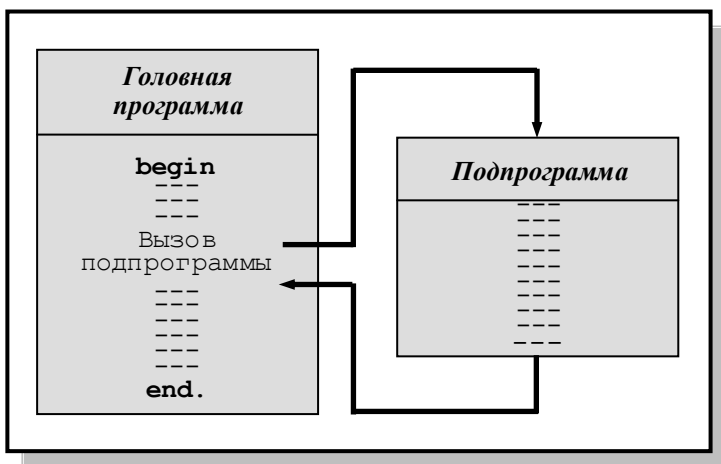 Головная
программа
begin
---
---
---
Вызов
подпрограммы
---
---
---
---
---
---
end.
Подпрограмма
---
---
---
---
---
---
---
---
---
---